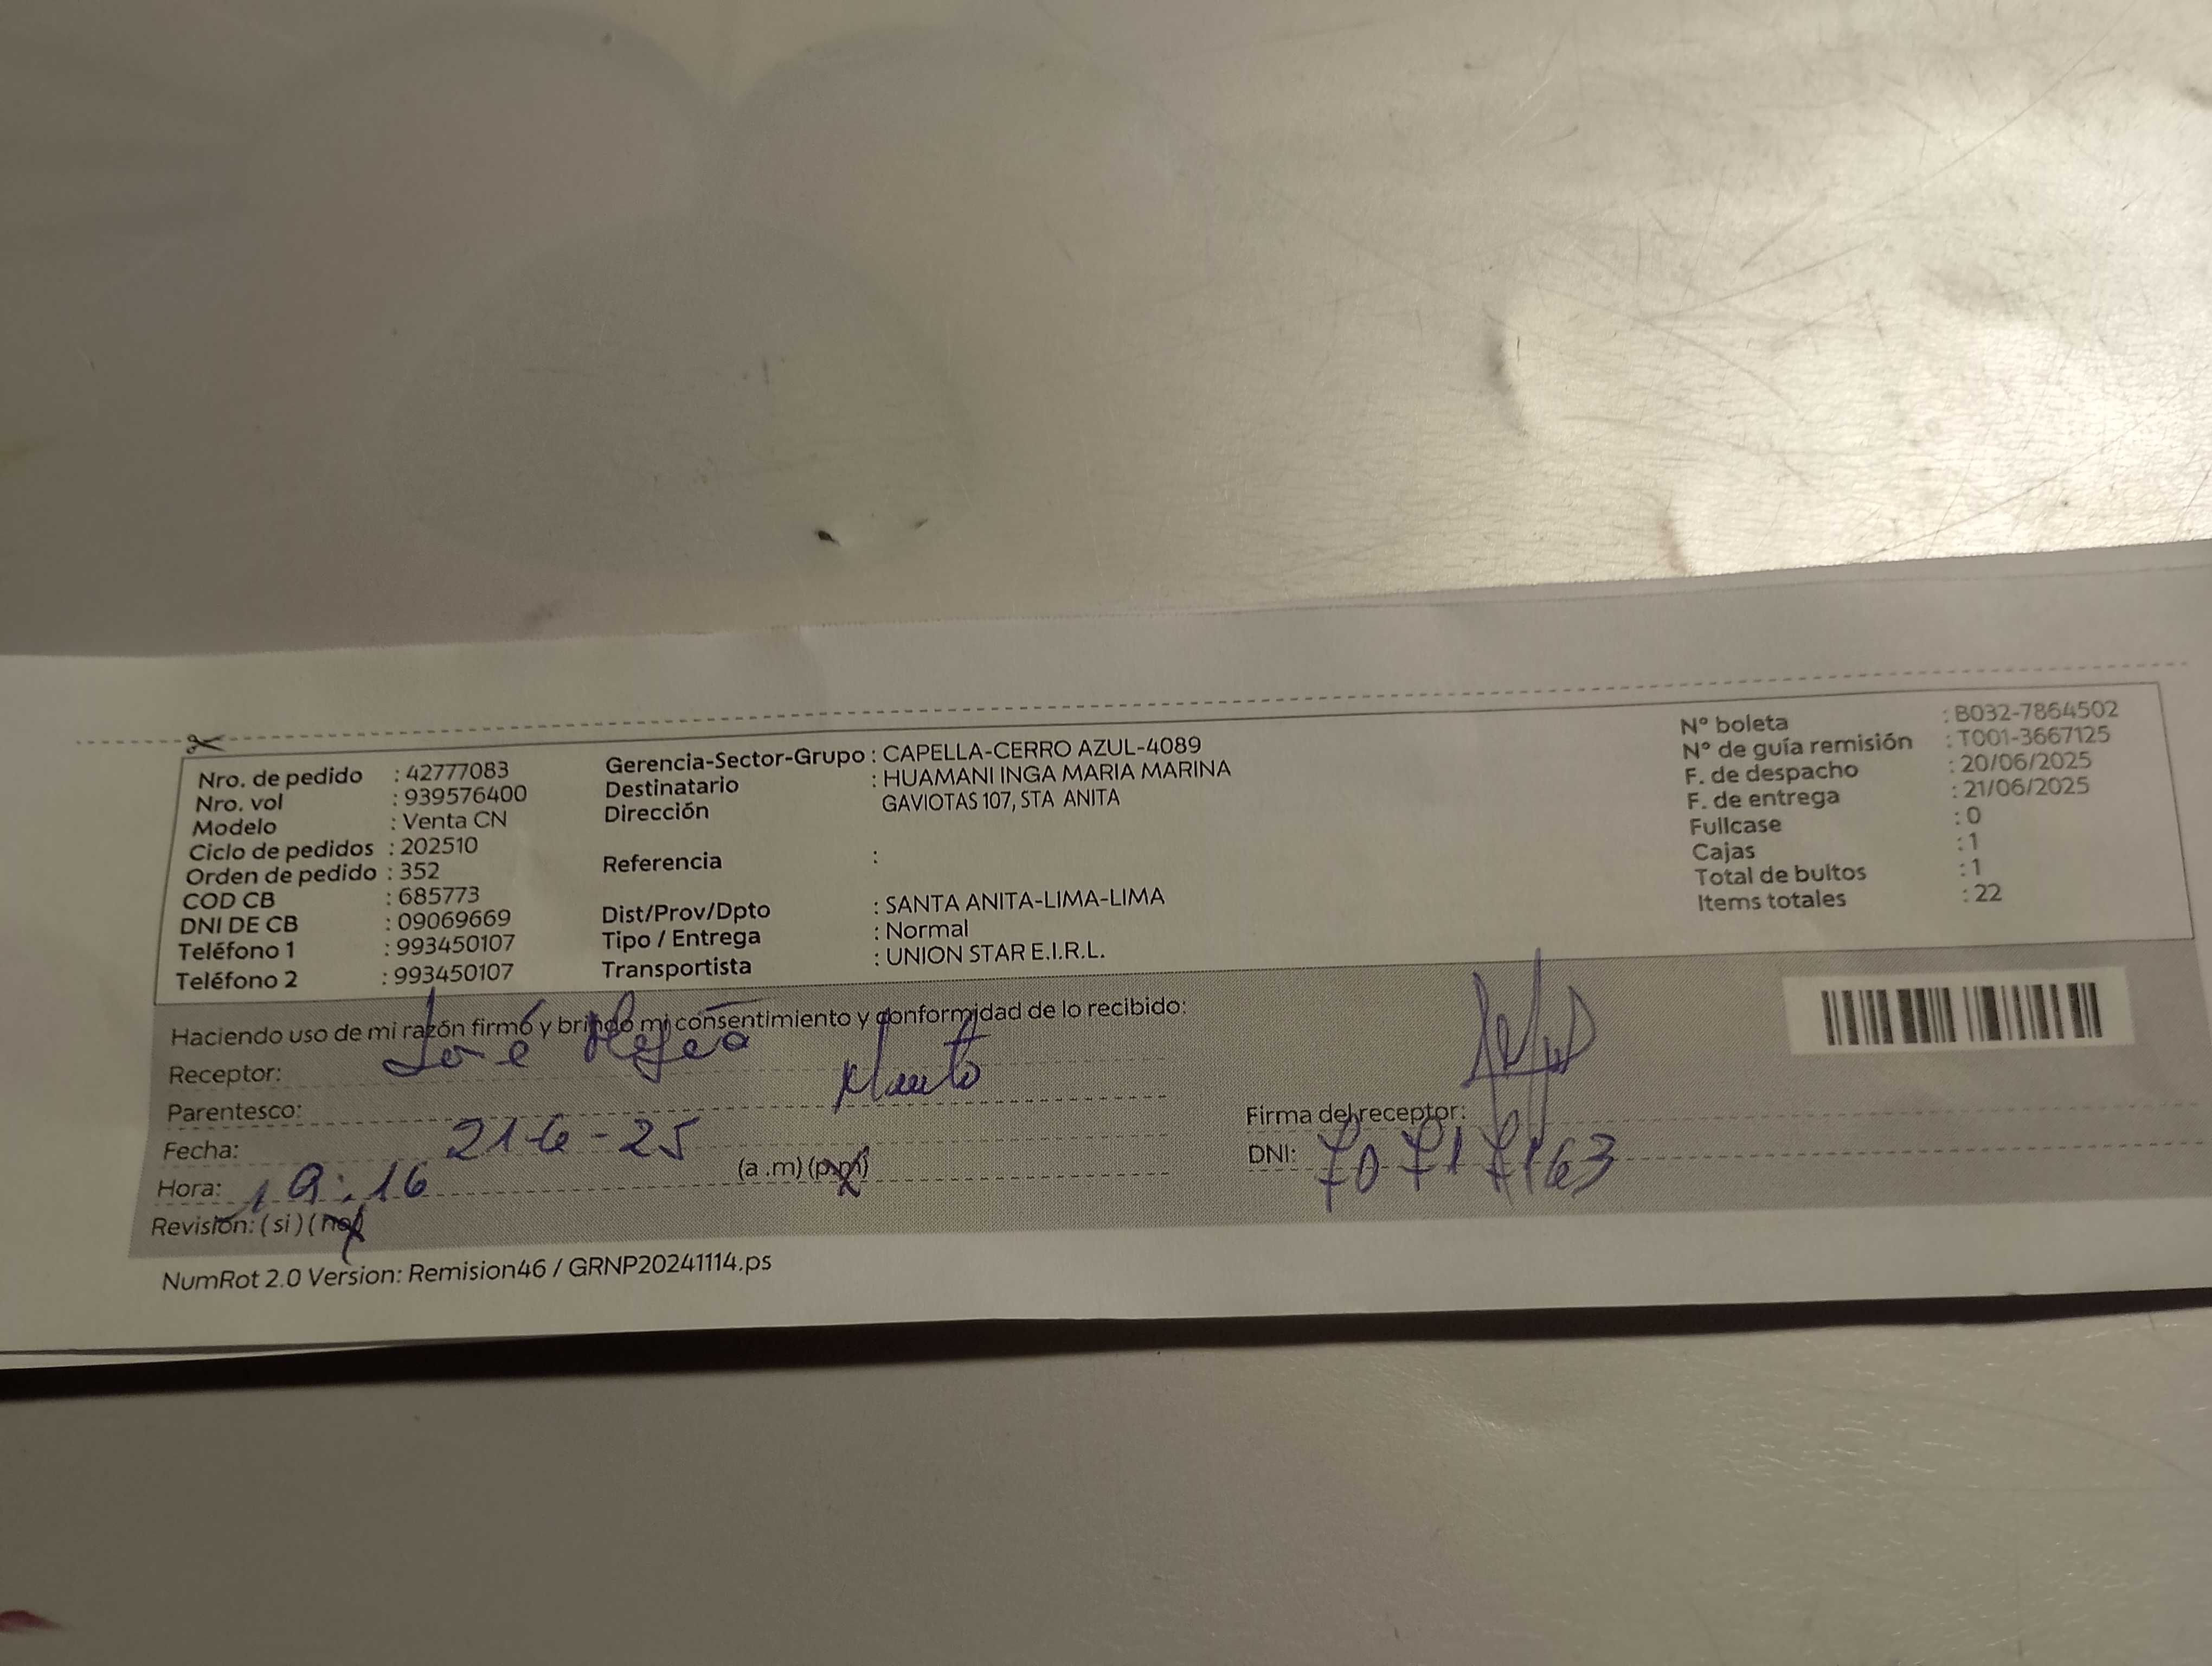 Nro. de pedido : 42777083
Nro. vol : 939576400
Modelo : Venta CN
Ciclo de pedidos : 202510
Orden de pedido : 352
COD CB : 685773
DNI DE CB : 09069669
Teléfono 1 : 993450107
Teléfono 2 : 993450107
Gerencia-Sector-Grupo : CAPELLA-CERRO AZUL-4089
Destinatario : HUAMANI INGA MARIA MARINA
Dirección GAVIOTAS 107, STA ANITA
Referencia :
Dist/Prov/Dpto : SANTA ANITA-LIMA-LIMA
Tipo / Entrega : Normal
Transportista : UNION STAR E.I.R.L.
N° boleta : B032-7864502
N° de guía remisión : T001-3667125
F. de despacho : 20/06/2025
F. de entrega : 21/06/2025
Fullcase : 0
Cajas : 1
Total de bultos : 1
Items totales : 22
Haciendo uso de mi razón firmo y brindo mi consentimiento y conformidad de lo recibido:
Receptor: José
Parentesco:
Fecha: 21-6-25
Hora: 19:16 (a .m) (p.m)
Revisión: ( si ) ( no )
Firma del receptor:
DNI:
NumRot 2.0 Version: Remision46 / GRNP20241114.ps